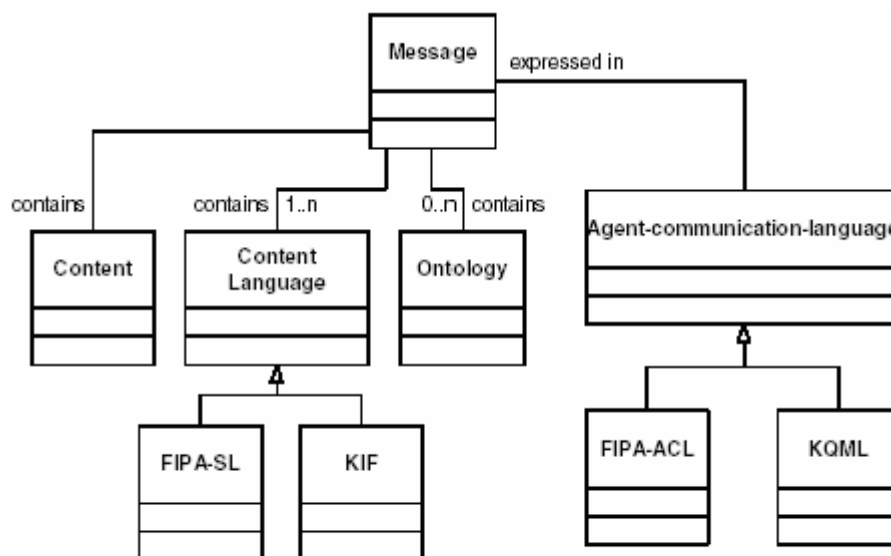 Message
expressed in
contains
contains 1..n
0..n contains
Content
Content
Language
Ontology
Agent-communication-language
FIPA-SL
KIF
FIPA-ACL
KQML